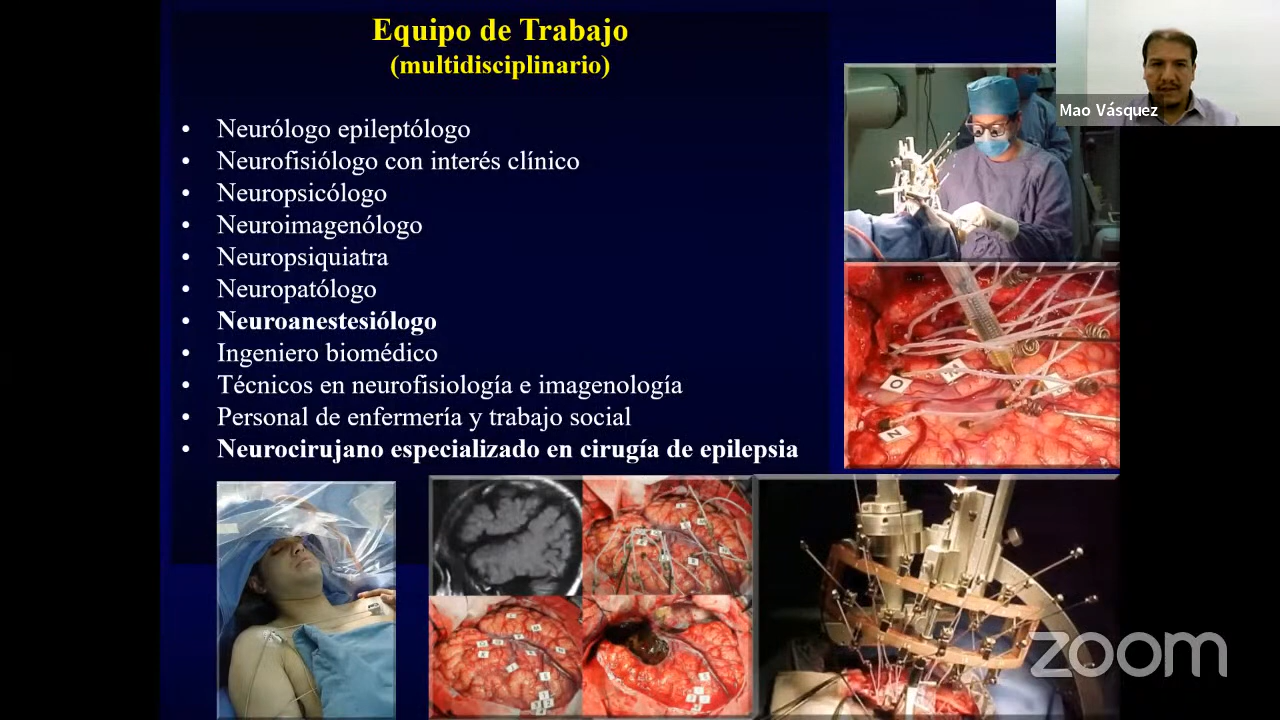 Equipo de Trabajo
(multidisciplinario)
Mao Vásquez
• Neurólogo epileptólogo
• Neurofisiólogo con interés clínico
• Neuropsicólogo
• Neuroimagenólogo
• Neuropsiquiatra
• Neuropatólogo
• Neuroanestesiólogo
• Ingeniero biomédico
• Técnicos en neurofisiología e imagenología
• Personal de enfermería y trabajo social
• Neurocirujano especializado en cirugía de epilepsia
O
M
N
zoom